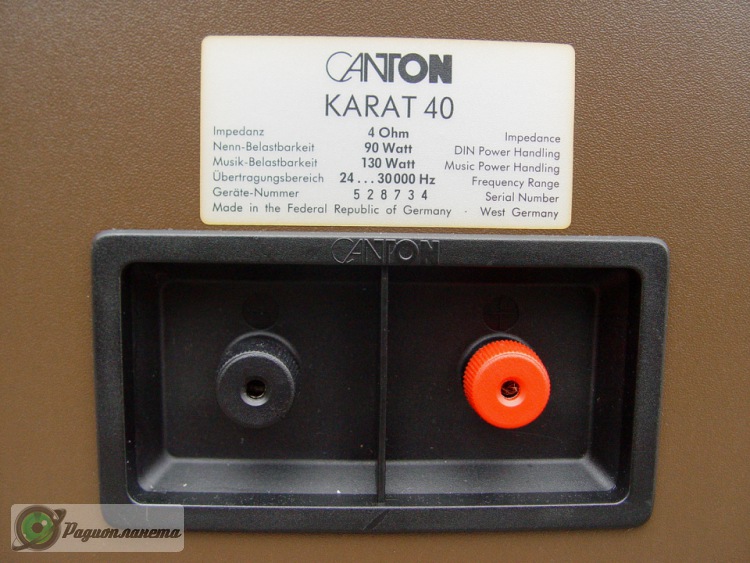 CANTON
KARAT 40
Impedanz 4 Ohm Impedance
Nenn-Belastbarkeit 90 Watt DIN Power Handling
Musik-Belastbarkeit 130 Watt Music Power Handling
Übertragungsbereich 24...30000 Hz Frequency Range
Geräte-Nummer 528734 Serial Number
Made in the Federal Republic of Germany · West Germany
CANTON
Радиопланета